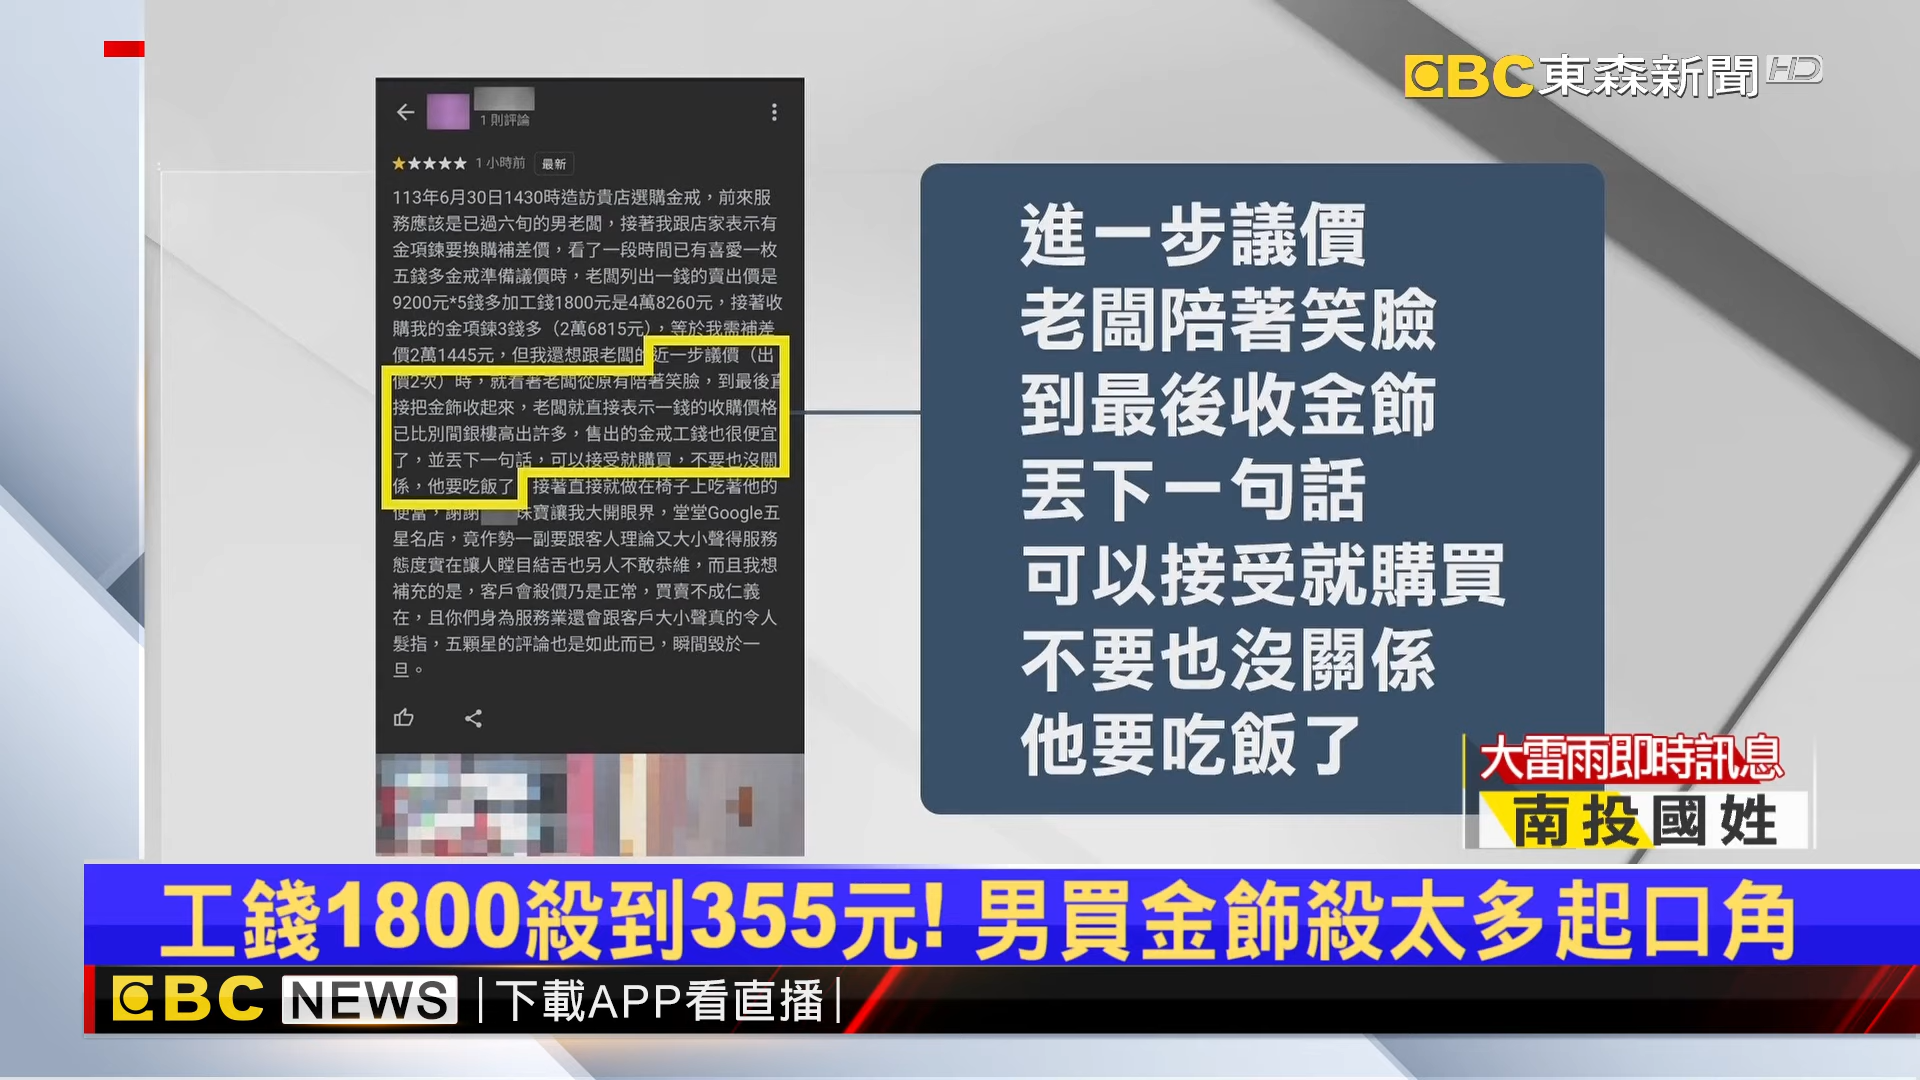 EBC東森新聞HD
1 則評論
1 小時前 最新
113年6月30日1430時造訪貴店選購金戒，前來服
務應該是已過六旬的男老闆，接著我跟店家表示有
金項鍊要換購補差價，看了一段時間已有喜愛一枚
五錢多金戒準備議價時，老闆列出一錢的賣出價是
9200元*5錢多加工錢1800元是4萬8260元，接著收
購我的金項鍊3錢多（2萬6815元），等於我需補差
價2萬1445元，但我還想跟老闆的近一步議價（出
價2次）時，就看著老闆從原有陪著笑臉，到最後直
接把金飾收起來，老闆就直接表示一錢的收購價格
已比別間銀樓高出許多，售出的金戒工錢也很便宜
了，並丟下一句話，可以接受就購買，不要也沒關
係，他要吃飯了 接著直接就做在椅子上吃著他的
便當，謝謝 珠寶讓我大開眼界，堂堂Google五
星名店，竟作勢一副要跟客人理論又大小聲得服務
態度實在讓人瞠目結舌也另人不敢恭維，而且我想
補充的是，客戶會殺價乃是正常，買賣不成仁義
在，且你們身為服務業還會跟客戶大小聲真的令人
髮指，五顆星的評論也是如此而已，瞬間毀於一
旦。
進一步議價
老闆陪著笑臉
到最後收金飾
丟下一句話
可以接受就購買
不要也沒關係
他要吃飯了
大雷雨即時訊息
南投國姓
工錢1800殺到355元! 男買金飾殺太多起口角
EBC NEWS |下載APP看直播|